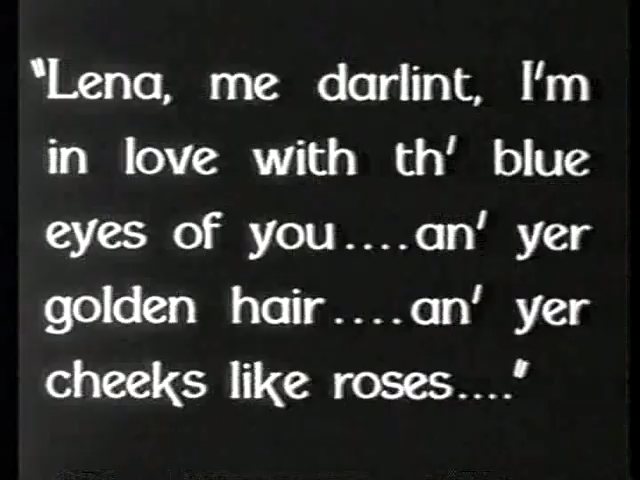 "Lena, me darlint, I'm
in love with th' blue
eyes of you....an' yer
golden hair....an' yer
cheeks like roses...."